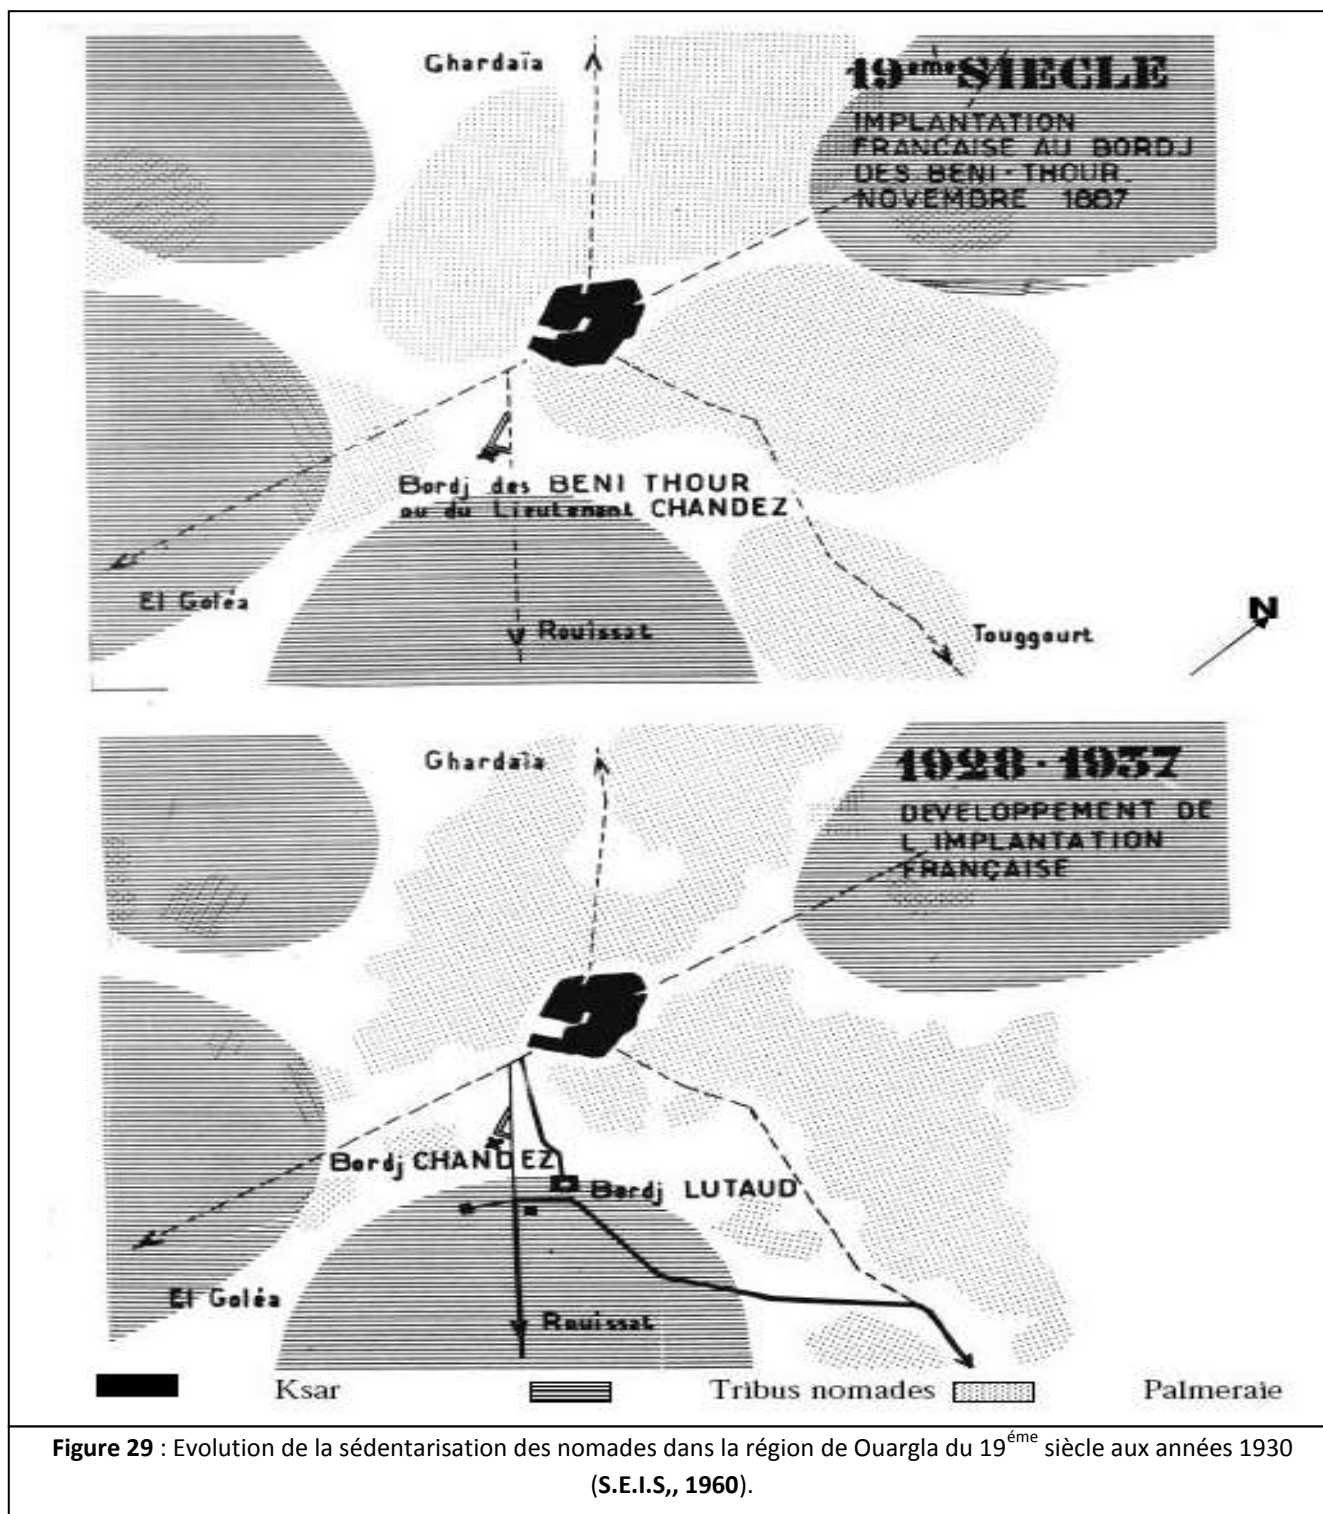 Ghardaïa
19ème SIECLE
IMPLANTATION
FRANCAISE AU BORDJ
DES BENI-THOUR
NOVEMBRE 1887
Bordj des BENI THOUR
ou du Lieutenant CHANDEZ
El Goléa
Rouissat
Touggourt
N
Ghardaïa
1928-1937
DEVELOPPEMENT DE
L IMPLANTATION
FRANÇAISE
Bordj CHANDEZ
Bordj LUTAUD
El Goléa
Rouissat
Ksar
Tribus nomades
Palmeraie
Figure 29 : Evolution de la sédentarisation des nomades dans la région de Ouargla du 19éme siècle aux années 1930
(S.E.I.S,, 1960).